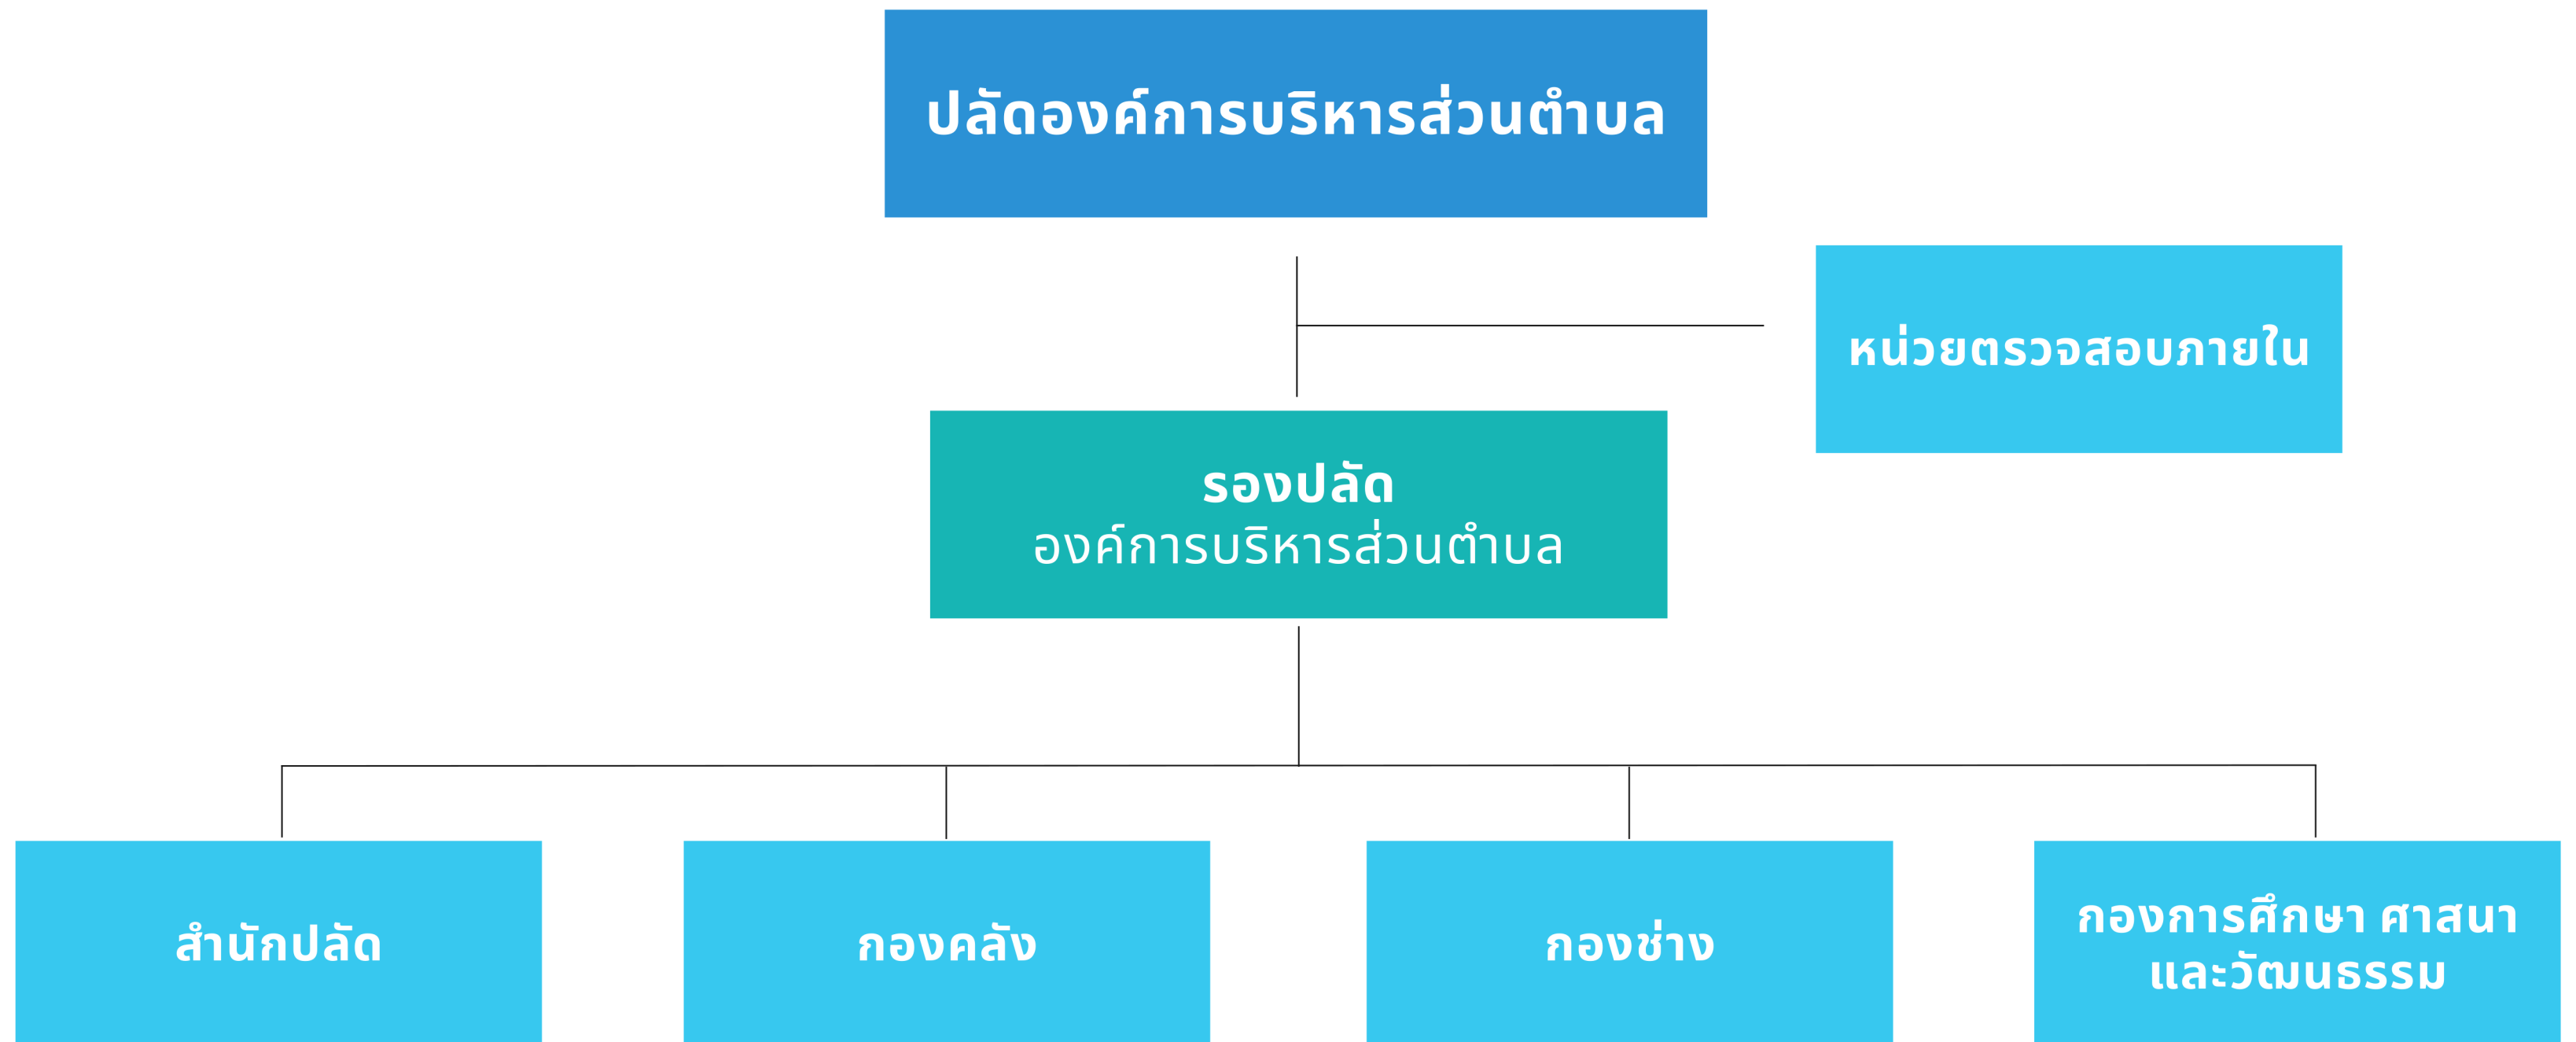 ปลัดองค์การบริหารส่วนตำบล
หน่วยตรวจสอบภายใน
รองปลัด
องค์การบริหารส่วนตำบล
สำนักปลัด
กองคลัง
กองช่าง
กองการศึกษา ศาสนา
และวัฒนธรรม